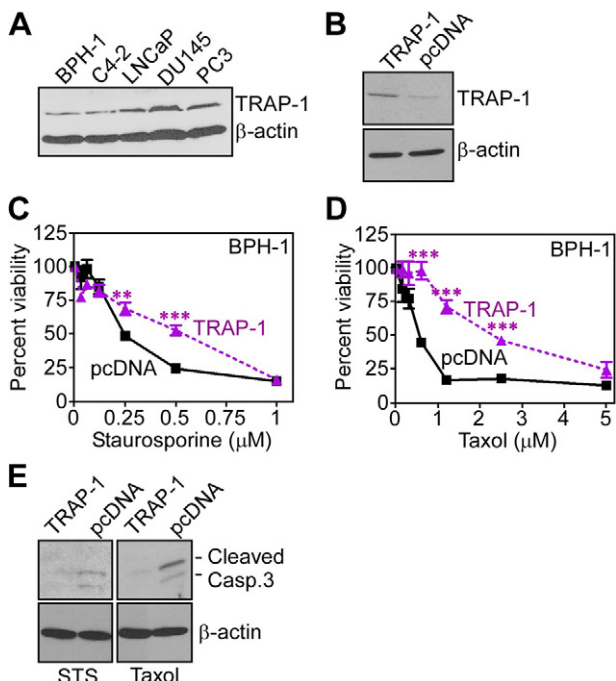 A
BPH-1
C4-2
LNCaP
DU145
PC3
TRAP-1
β-actin
B
TRAP-1
pcDNA
TRAP-1
β-actin
C
BPH-1
125
100
75
50
25
0
Percent viability
**
***
TRAP-1
pcDNA
0 0.25 0.5 0.75 1
Staurosporine (μM)
D
BPH-1
125
100
75
50
25
0
Percent viability
***
***
***
TRAP-1
pcDNA
0 1 2 3 4 5
Taxol (μM)
E
TRAP-1
pcDNA
TRAP-1
pcDNA
- Cleaved
- Casp.3
β-actin
STS Taxol